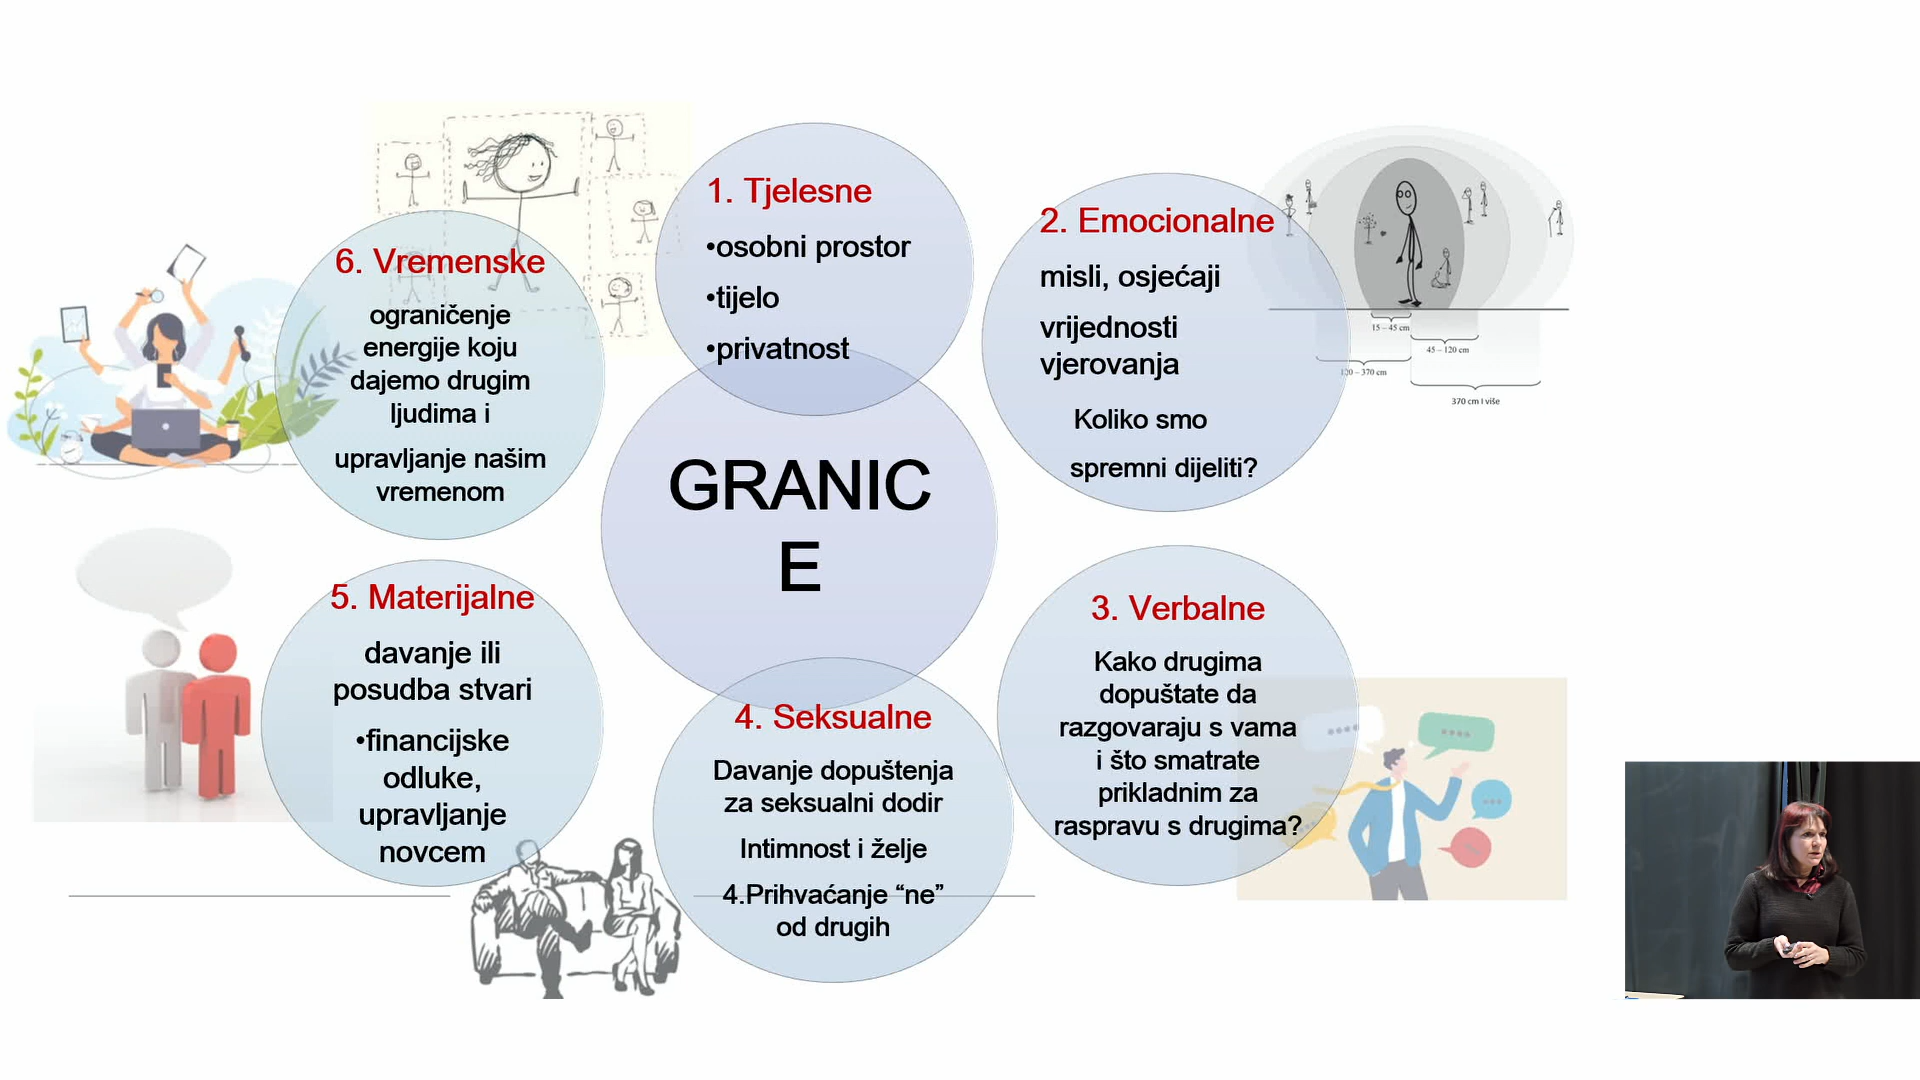 1. Tjelesne
•osobni prostor
•tijelo
•privatnost
2. Emocionalne
misli, osjećaji
vrijednosti
vjerovanja
Koliko smo
spremni dijeliti?
15 – 45 cm
45 – 120 cm
120 – 370 cm
370 cm I više
6. Vremenske
ograničenje
energije koju
dajemo drugim
ljudima i
upravljanje našim
vremenom
GRANIC
E
3. Verbalne
Kako drugima
dopuštate da
razgovaraju s vama
i što smatrate
prikladnim za
raspravu s drugima?
5. Materijalne
davanje ili
posudba stvari
•financijske
odluke,
upravljanje
novcem
4. Seksualne
Davanje dopuštenja
za seksualni dodir
Intimnost i želje
4.Prihvaćanje “ne”
od drugih